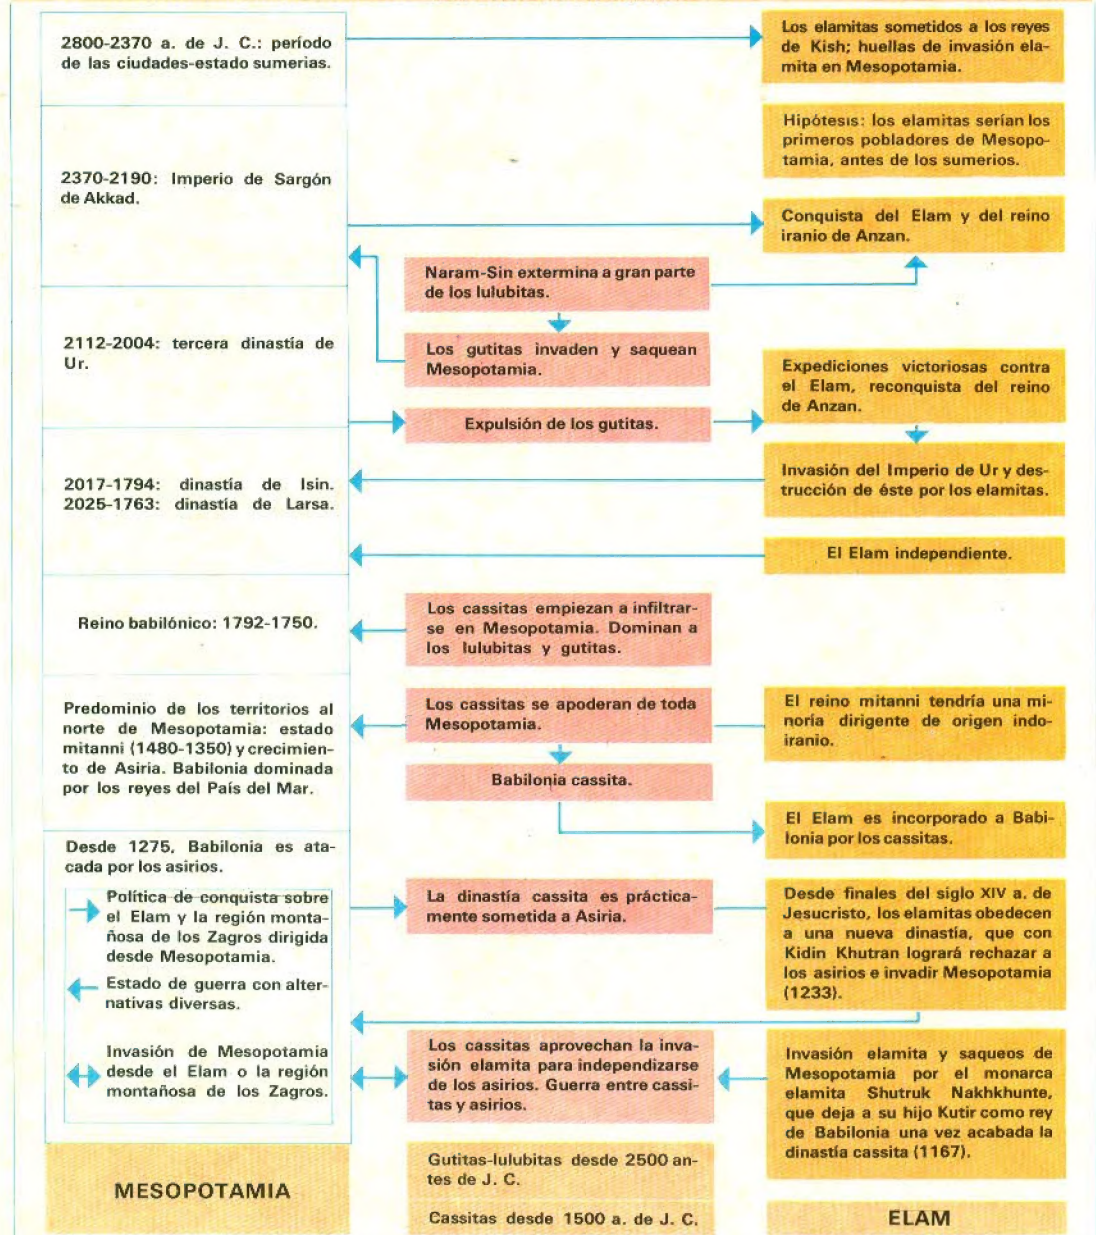 2800-2370 a. de J. C.: período
de las ciudades-estado sumerias.
Los elamitas sometidos a los reyes
de Kish; huellas de invasión ela-
mita en Mesopotamia.
Hipótesis: los elamitas serían los
primeros pobladores de Mesopo-
tamia, antes de los sumerios.
2370-2190: Imperio de Sargón
de Akkad.
Conquista del Elam y del reino
iranio de Anzan.
Naram-Sin extermina a gran parte
de los lulubitas.
2112-2004: tercera dinastía de
Ur.
Los gutitas invaden y saquean
Mesopotamia.
Expediciones victoriosas contra
el Elam, reconquista del reino
de Anzan.
Expulsión de los gutitas.
2017-1794: dinastía de Isin.
2025-1763: dinastía de Larsa.
Invasión del Imperio de Ur y des-
trucción de éste por los elamitas.
El Elam independiente.
Reino babilónico: 1792-1750.
Los cassitas empiezan a infiltrar-
se en Mesopotamia. Dominan a
los lulubitas y gutitas.
Predominio de los territorios al
norte de Mesopotamia: estado
mitanni (1480-1350) y crecimien-
to de Asiria. Babilonia dominada
por los reyes del País del Mar.
Los cassitas se apoderan de toda
Mesopotamia.
El reino mitanni tendría una mi-
noría dirigente de origen indo-
iranio.
Babilonia cassita.
El Elam es incorporado a Babi-
lonia por los cassitas.
Desde 1275, Babilonia es ata-
cada por los asirios.
Política de conquista sobre
el Elam y la región monta-
ñosa de los Zagros dirigida
desde Mesopotamia.
Estado de guerra con alter-
nativas diversas.
Invasión de Mesopotamia
desde el Elam o la región
montañosa de los Zagros.
La dinastía cassita es práctica-
mente sometida a Asiria.
Desde finales del siglo XIV a. de
Jesucristo, los elamitas obedecen
a una nueva dinastía, que con
Kidin Khutran logrará rechazar a
los asirios e invadir Mesopotamia
(1233).
Los cassitas aprovechan la inva-
sión elamita para independizarse
de los asirios. Guerra entre cassi-
tas y asirios.
Invasión elamita y saqueos de
Mesopotamia por el monarca
elamita Shutruk Nakhkhunte,
que deja a su hijo Kutir como rey
de Babilonia una vez acabada la
dinastía cassita (1167).
MESOPOTAMIA
Gutitas-lulubitas desde 2500 an-
tes de J. C.
Cassitas desde 1500 a. de J. C.
ELAM